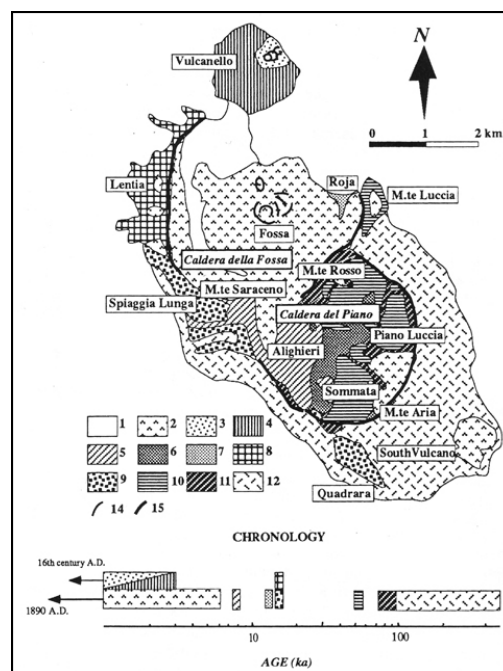 Vulcanello
N
0 1 2 km
Lentia
Roja
M.te Luccia
Fossa
Caldera della Fossa
M.te Rosso
M.te Saraceno
Spiaggia Lunga
Caldera del Piano
Piano Luccia
Alighieri
Sommata
M.te Aria
South Vulcano
Quadrara
1 2 3 4
5 6 7 8
9 10 11 12
14 15
CHRONOLOGY
16th century A.D.
1890 A.D.
10 100
AGE (ka)